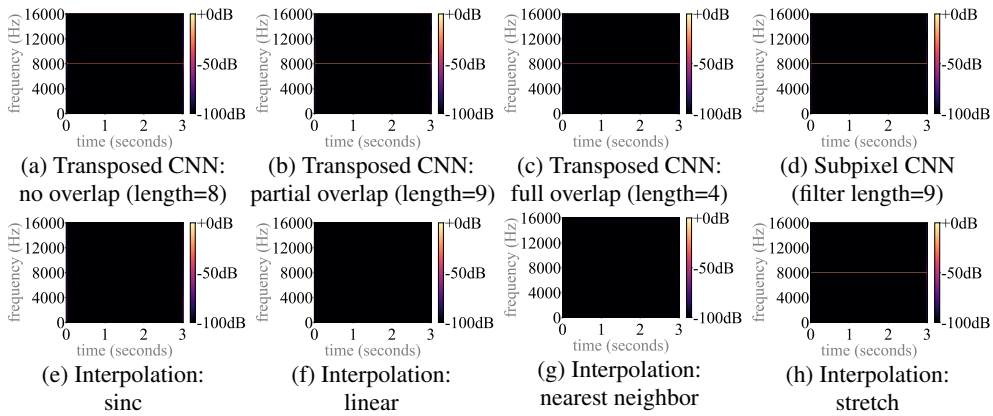 frequency (Hz)
16000
12000
8000
4000
0
0 1 2 3
time (seconds)
+0dB
-50dB
-100dB
(a) Transposed CNN:
no overlap (length=8)
frequency (Hz)
16000
12000
8000
4000
0
0 1 2 3
time (seconds)
+0dB
-50dB
-100dB
(b) Transposed CNN:
partial overlap (length=9)
frequency (Hz)
16000
12000
8000
4000
0
0 1 2 3
time (seconds)
+0dB
-50dB
-100dB
(c) Transposed CNN:
full overlap (length=4)
frequency (Hz)
16000
12000
8000
4000
0
0 1 2 3
time (seconds)
+0dB
-50dB
-100dB
(d) Subpixel CNN
(filter length=9)
frequency (Hz)
16000
12000
8000
4000
0
0 1 2 3
time (seconds)
+0dB
-50dB
-100dB
(e) Interpolation:
sinc
frequency (Hz)
16000
12000
8000
4000
0
0 1 2 3
time (seconds)
+0dB
-50dB
-100dB
(f) Interpolation:
linear
frequency (Hz)
16000
12000
8000
4000
0
0 1 2 3
time (seconds)
+0dB
-50dB
-100dB
(g) Interpolation:
nearest neighbor
frequency (Hz)
16000
12000
8000
4000
0
0 1 2 3
time (seconds)
+0dB
-50dB
-100dB
(h) Interpolation:
stretch